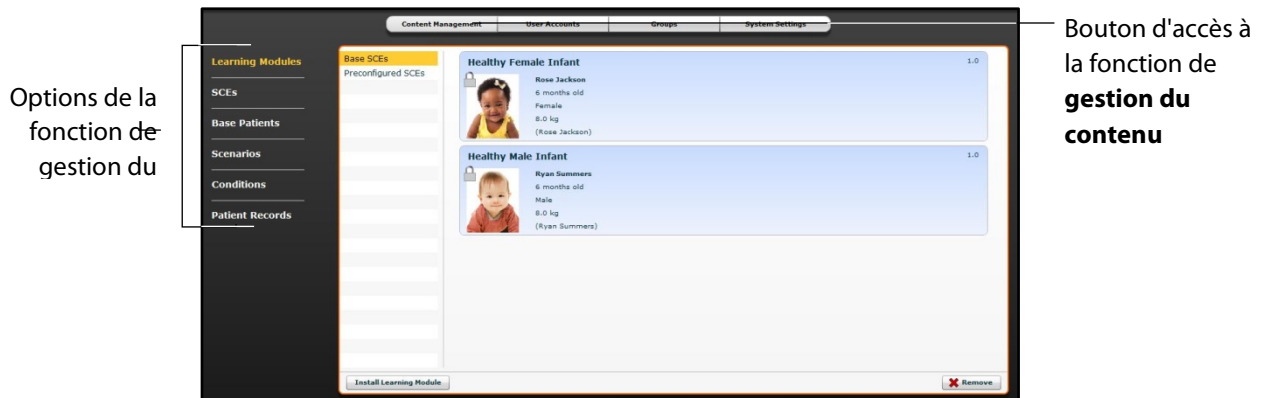 Content Management User Accounts Groups System Settings
Bouton d'accès à
la fonction de
gestion du
contenu
Options de la
fonction de
gestion du
Learning Modules
SCEs
Base Patients
Scenarios
Conditions
Patient Records
Base SCEs
Preconfigured SCEs
Healthy Female Infant 1.0
Rose Jackson
6 months old
Female
8.0 kg
(Rose Jackson)
Healthy Male Infant 1.0
Ryan Summers
6 months old
Male
8.0 kg
(Ryan Summers)
Install Learning Module
Remove